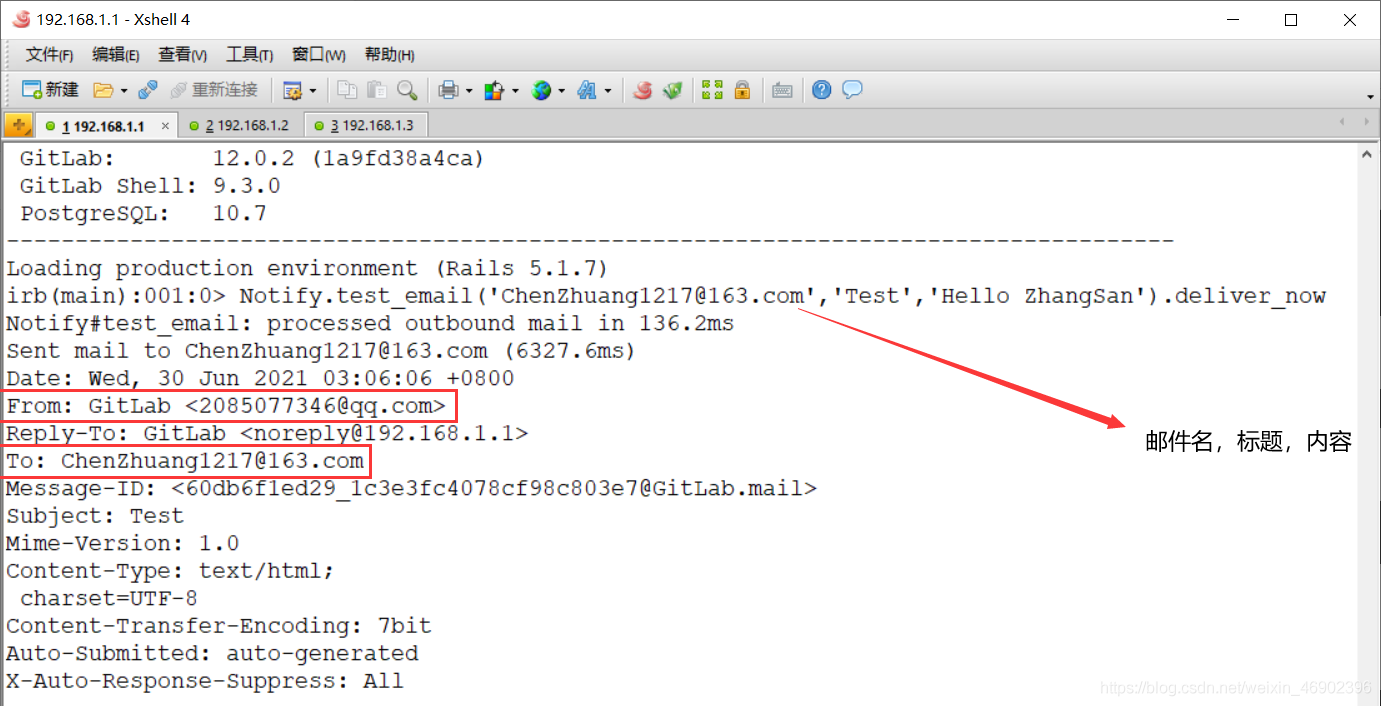 192.168.1.1 - Xshell 4
文件(F) 编辑(E) 查看(V) 工具(T) 窗口(W) 帮助(H)
新建 重新连接
1 192.168.1.1 × 2 192.168.1.2 3 192.168.1.3
GitLab: 12.0.2 (1a9fd38a4ca)
GitLab Shell: 9.3.0
PostgreSQL: 10.7
-------------------------------------------------------------------------------------
Loading production environment (Rails 5.1.7)
irb(main):001:0> Notify.test_email('ChenZhuang1217@163.com','Test','Hello ZhangSan').deliver_now
Notify#test_email: processed outbound mail in 136.2ms
Sent mail to ChenZhuang1217@163.com (6327.6ms)
Date: Wed, 30 Jun 2021 03:06:06 +0800
From: GitLab <2085077346@qq.com>
Reply-To: GitLab <noreply@192.168.1.1>
邮件名，标题，内容
To: ChenZhuang1217@163.com
Message-ID: <60db6f1ed29_1c3e3fc4078cf98c803e7@GitLab.mail>
Subject: Test
Mime-Version: 1.0
Content-Type: text/html;
charset=UTF-8
Content-Transfer-Encoding: 7bit
Auto-Submitted: auto-generated
X-Auto-Response-Suppress: All
https://blog.csdn.net/weixin_46902396